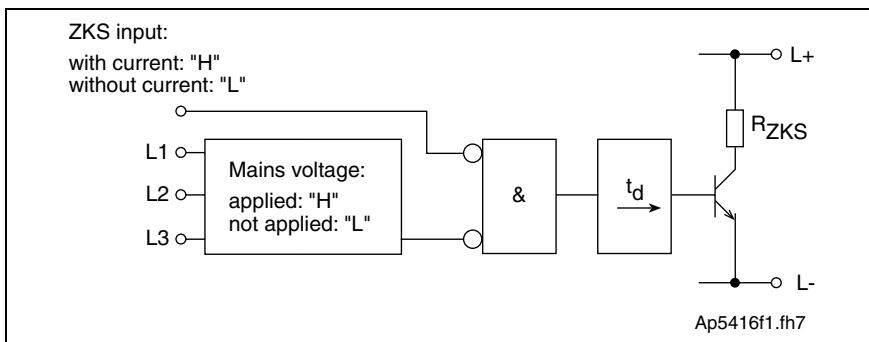 ZKS input:
with current: "H"
without current: "L"
L1
L2
L3
Mains voltage:
applied: "H"
not applied: "L"
&
td
L+
RZKS
L-
Ap5416f1.fh7